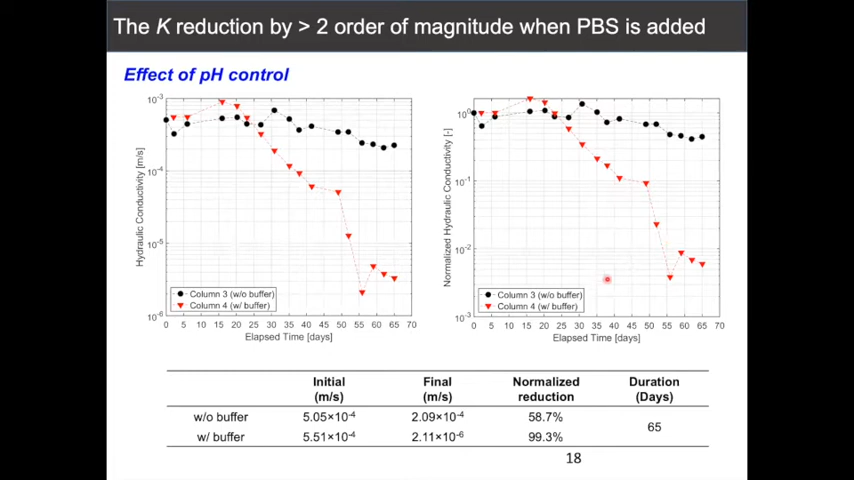 The K reduction by > 2 order of magnitude when PBS is added
Effect of pH control
Hydraulic Conductivity [m/s]
10⁻³
10⁻⁴
10⁻⁵
10⁻⁶
Column 3 (w/o buffer)
Column 4 (w/ buffer)
0 5 10 15 20 25 30 35 40 45 50 55 60 65 70
Elapsed Time [days]
Normalized Hydraulic Conductivity [-]
10⁰
10⁻¹
10⁻²
10⁻³
Column 3 (w/o buffer)
Column 4 (w/ buffer)
0 5 10 15 20 25 30 35 40 45 50 55 60 65 70
Elapsed Time [days]
Initial (m/s) Final (m/s) Normalized reduction Duration (Days)
w/o buffer 5.05×10⁻⁴ 2.09×10⁻⁴ 58.7% 65
w/ buffer 5.51×10⁻⁴ 2.11×10⁻⁶ 99.3%
18